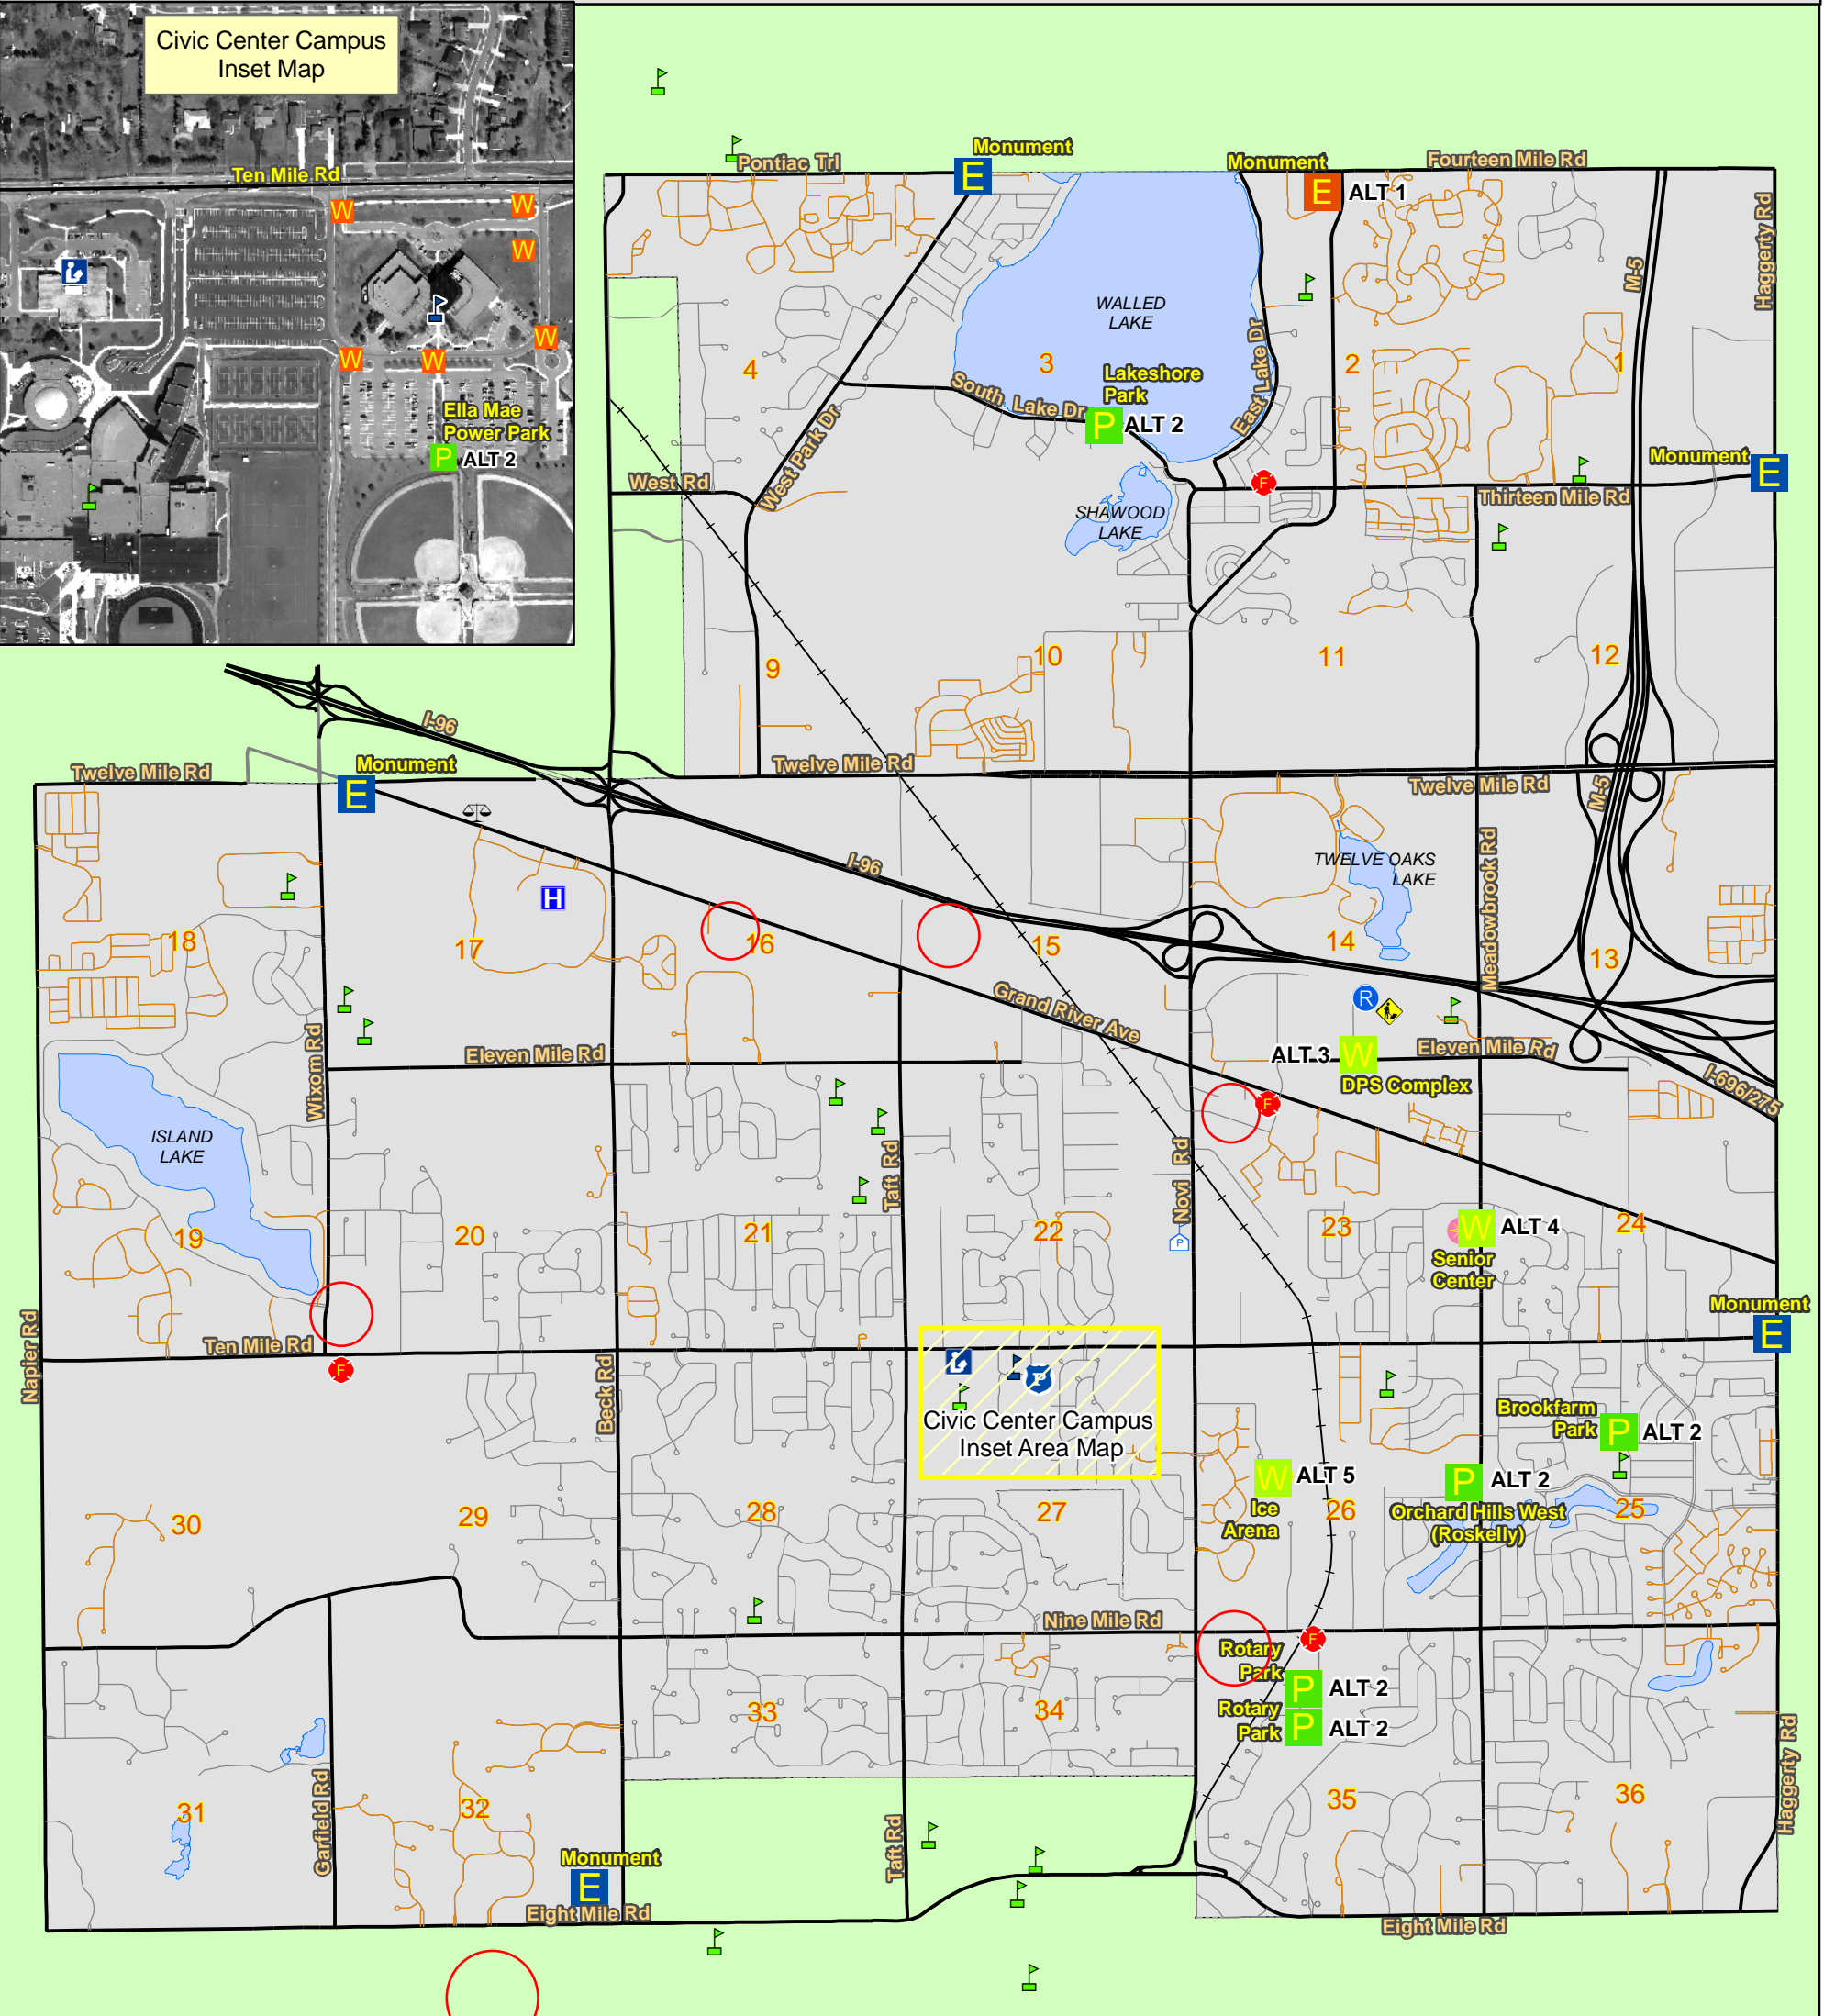 Civic Center Campus
Inset Map
Ten Mile Rd
W
W
W
W
W
W
Ella Mae
Power Park
P ALT 2
Pontiac Trl
Monument
E
Monument
E ALT 1
Fourteen Mile Rd
Haggerty Rd
M-5
WALLED
LAKE
4
3
2
1
East Lake Dr
Lakeshore
Park
P ALT 2
South Lake Dr
West Park Dr
West Rd
Monument
E
F
Thirteen Mile Rd
SHAWOOD
LAKE
9
10
11
12
I-96
Twelve Mile Rd
Monument
E
Twelve Mile Rd
Twelve Mile Rd
M-5
I-96
TWELVE OAKS
LAKE
Meadowbrook Rd
H
18
17
16
15
14
13
R
Grand River Ave
Wixom Rd
Eleven Mile Rd
ALT 3 W
Eleven Mile Rd
DPS Complex
I-696/275
F
ISLAND
LAKE
Taft Rd
Novi Rd
P
19
20
21
22
23
24
W ALT 4
Senior
Center
Monument
E
Napier Rd
Ten Mile Rd
F
Beck Rd
P
Civic Center Campus
Inset Area Map
Brookfarm
Park
P ALT 2
W ALT 5
Ice
Arena
P ALT 2
Orchard Hills West
(Roskelly)
30
29
28
27
26
25
Nine Mile Rd
F
Rotary
Park
P ALT 2
Rotary
Park
P ALT 2
33
34
31
32
35
36
Garfield Rd
Taft Rd
Haggerty Rd
Monument
E
Eight Mile Rd
Eight Mile Rd